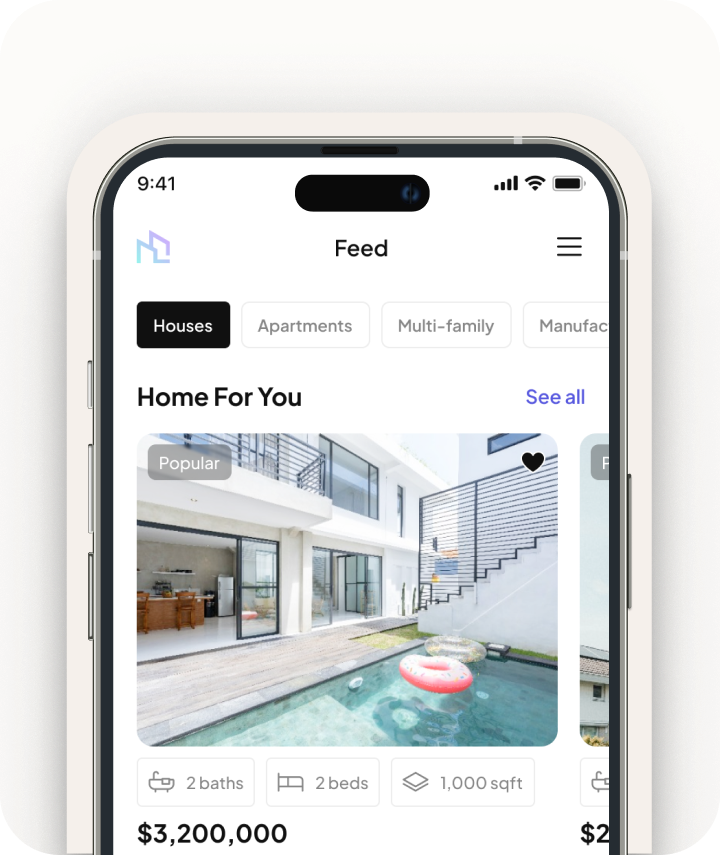 9:41
Feed
Houses Apartments Multi-family Manufac
Home For You See all
Popular
2 baths 2 beds 1,000 sqft
$3,200,000 $2